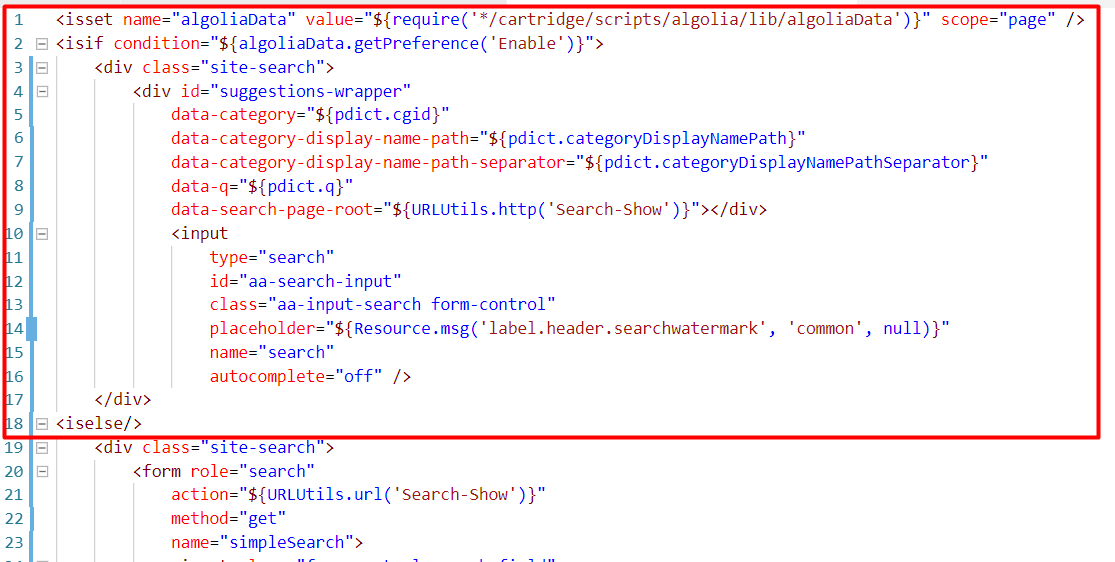 1 <isset name="algoliaData" value="${require('*/cartridge/scripts/algolia/lib/algoliaData')}" scope="page" />
2 <isif condition="${algoliaData.getPreference('Enable')}">
3 <div class="site-search">
4 <div id="suggestions-wrapper"
5 data-category="${pdict.cgid}"
6 data-category-display-name-path="${pdict.categoryDisplayNamePath}"
7 data-category-display-name-path-separator="${pdict.categoryDisplayNamePathSeparator}"
8 data-q="${pdict.q}"
9 data-search-page-root="${URLUtils.http('Search-Show')}"></div>
10 <input
11 type="search"
12 id="aa-search-input"
13 class="aa-input-search form-control"
14 placeholder="${Resource.msg('label.header.searchwatermark', 'common', null)}"
15 name="search"
16 autocomplete="off" />
17 </div>
18 <iselse/>
19 <div class="site-search">
20 <form role="search"
21 action="${URLUtils.url('Search-Show')}"
22 method="get"
23 name="simpleSearch">